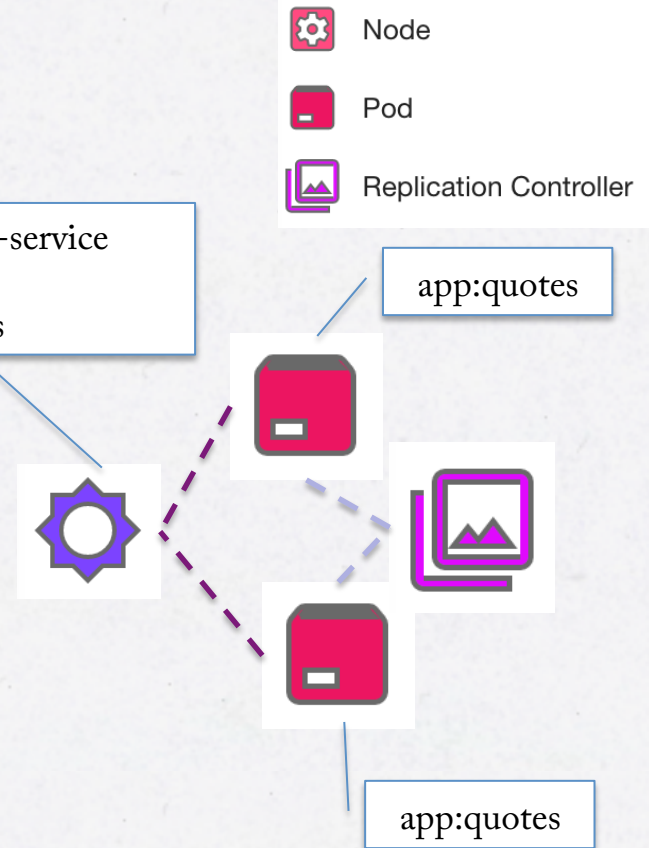 Node
Pod
Replication Controller
-service
s
app:quotes
app:quotes